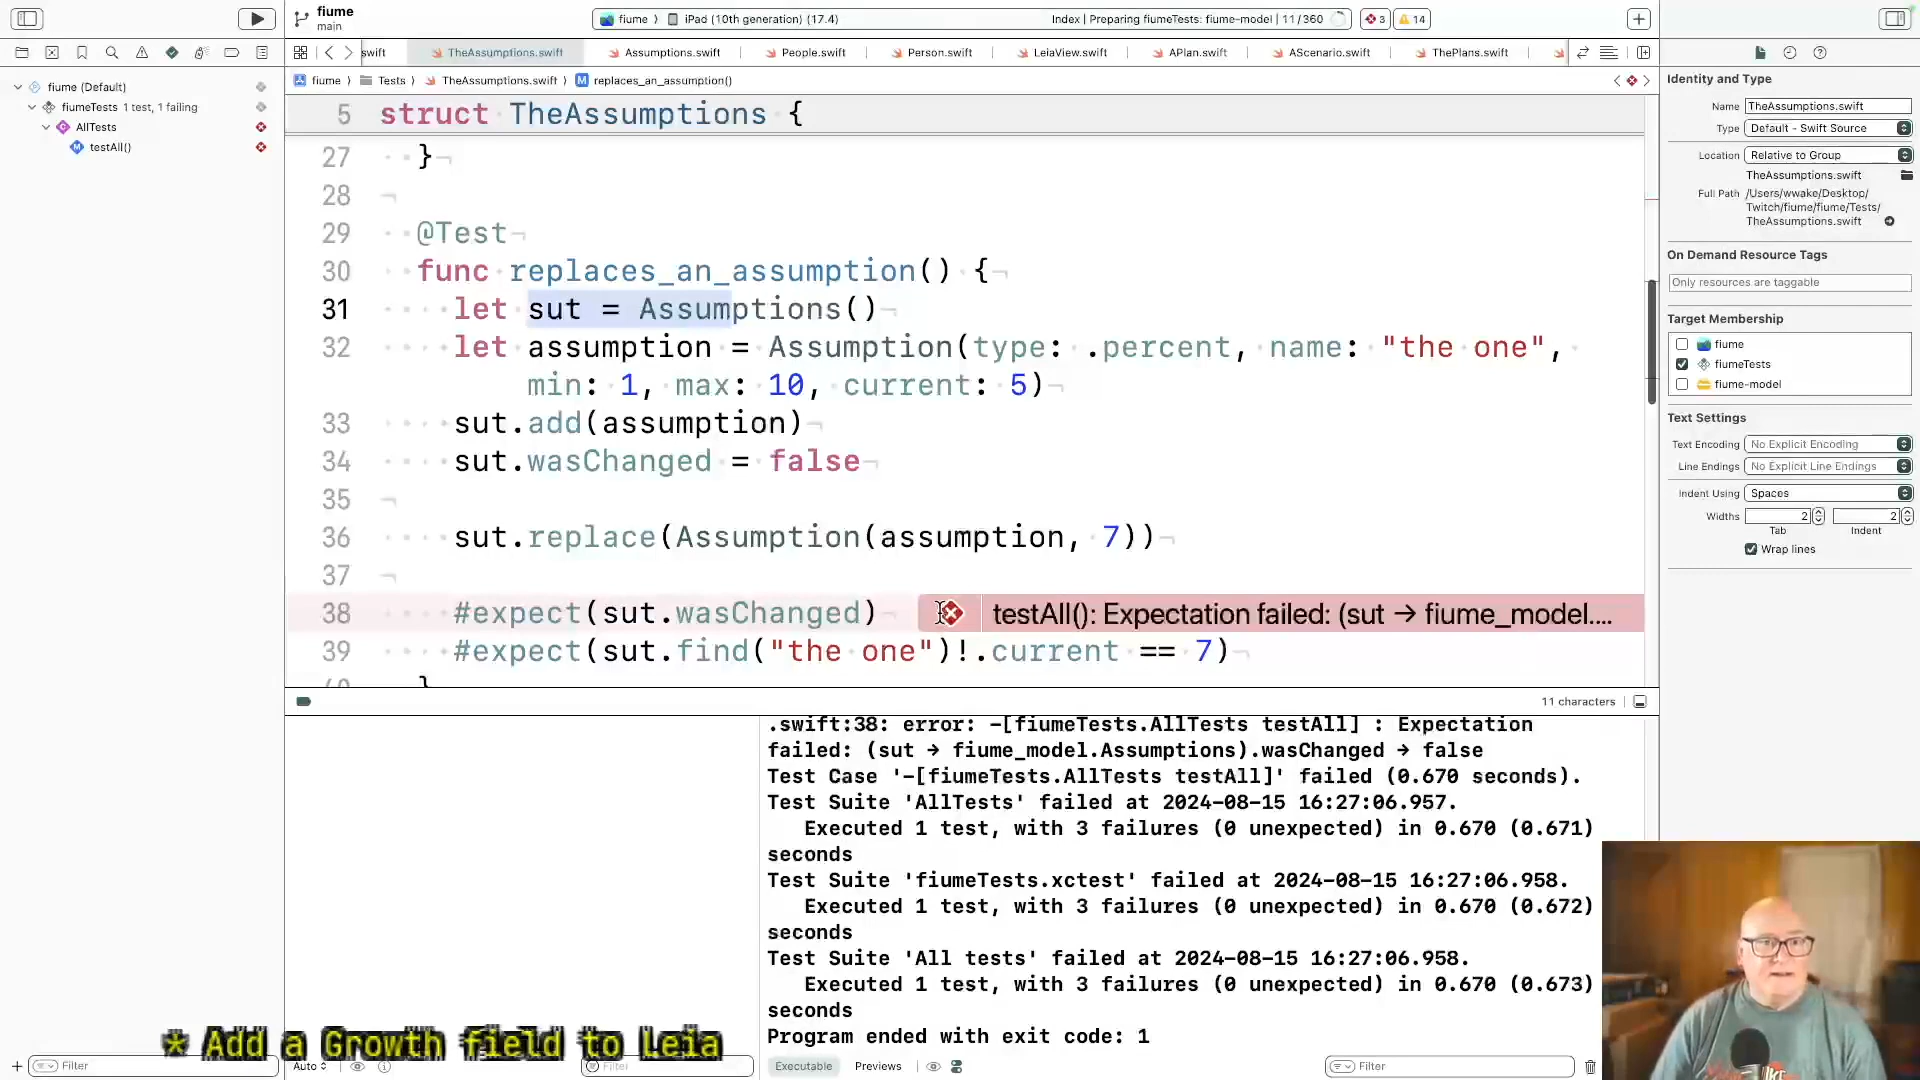 fiume
main
fiume
iPad (10th generation) (17.4)
Index | Preparing fiumeTests: fiume-model | 11/360
3
14
swift
TheAssumptions.swift
Assumptions.swift
People.swift
Person.swift
LeiaView.swift
APlan.swift
AScenario.swift
ThePlans.swift
fiume
Tests
TheAssumptions.swift
replaces_an_assumption()
fiume (Default)
fiumeTests 1 test, 1 failing
AllTests
testAll()
5 struct TheAssumptions {
27 }
28
29 @Test
30 func replaces_an_assumption() {
31 let sut = Assumptions()
32 let assumption = Assumption(type: .percent, name: "the one",
min: 1, max: 10, current: 5)
33 sut.add(assumption)
34 sut.wasChanged = false
35
36 sut.replace(Assumption(assumption, 7))
37
38 #expect(sut.wasChanged)
testAll(): Expectation failed: (sut → fiume_model....
39 #expect(sut.find("the one")!.current == 7)
40 }
11 characters
.swift:38: error: -[fiumeTests.AllTests testAll] : Expectation
failed: (sut → fiume_model.Assumptions).wasChanged → false
Test Case '-[fiumeTests.AllTests testAll]' failed (0.670 seconds).
Test Suite 'AllTests' failed at 2024-08-15 16:27:06.957.
Executed 1 test, with 3 failures (0 unexpected) in 0.670 (0.671)
seconds
Test Suite 'fiumeTests.xctest' failed at 2024-08-15 16:27:06.958.
Executed 1 test, with 3 failures (0 unexpected) in 0.670 (0.672)
seconds
Test Suite 'All tests' failed at 2024-08-15 16:27:06.958.
Executed 1 test, with 3 failures (0 unexpected) in 0.670 (0.673)
seconds
Program ended with exit code: 1
* Add a Growth field to Leia
Filter
Auto
Filter
Executable
Previews
Filter
Identity and Type
Name TheAssumptions.swift
Type Default - Swift Source
Location Relative to Group
TheAssumptions.swift
Full Path /Users/wwake/Desktop/
Twitch/fiume/fiume/Tests/
TheAssumptions.swift
On Demand Resource Tags
Only resources are taggable
Target Membership
fiume
fiumeTests
fiume-model
Text Settings
Text Encoding No Explicit Encoding
Line Endings No Explicit Line Endings
Indent Using Spaces
Widths 2 2
Tab Indent
Wrap lines